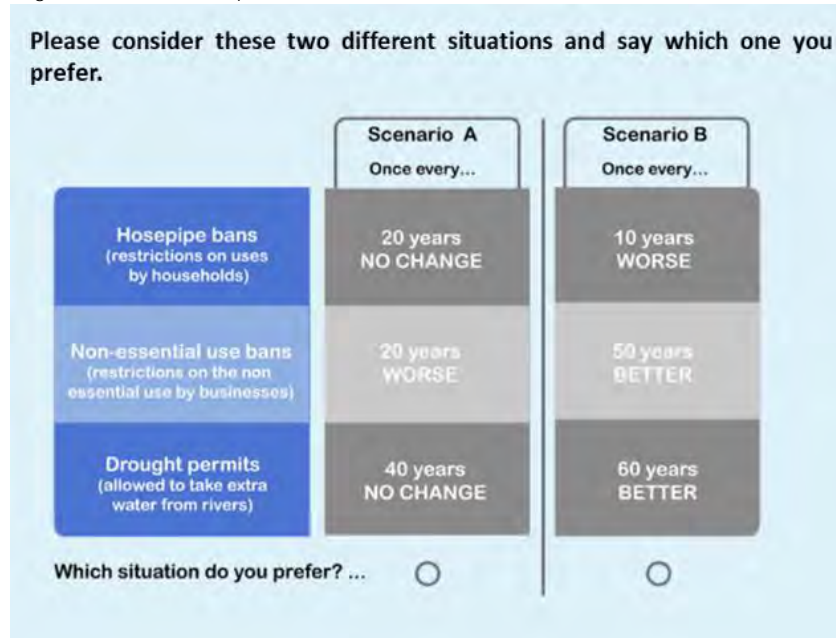 Please consider these two different situations and say which one you
prefer.
Scenario A
Once every...
Scenario B
Once every...
Hosepipe bans
(restrictions on uses
by households)
20 years
NO CHANGE
10 years
WORSE
Non-essential use bans
(restrictions on the non
essential use by businesses)
20 years
WORSE
50 years
BETTER
Drought permits
(allowed to take extra
water from rivers)
40 years
NO CHANGE
60 years
BETTER
Which situation do you prefer? ...